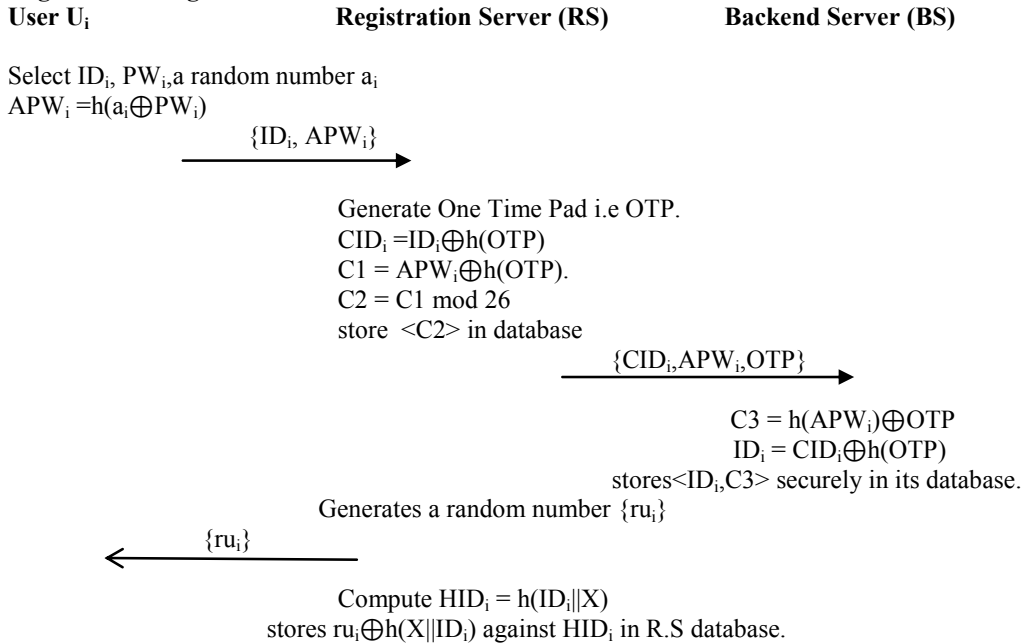 User Uᵢ Registration Server (RS) Backend Server (BS)
Select IDᵢ, PWᵢ,a random number aᵢ
APWᵢ =h(aᵢ⊕PWᵢ)
{IDᵢ, APWᵢ}
Generate One Time Pad i.e OTP.
CIDᵢ =IDᵢ⊕h(OTP)
C1 = APWᵢ⊕h(OTP).
C2 = C1 mod 26
store <C2> in database
{CIDᵢ,APWᵢ,OTP}
C3 = h(APWᵢ)⊕OTP
IDᵢ = CIDᵢ⊕h(OTP)
stores<IDᵢ,C3> securely in its database.
Generates a random number {ruᵢ}
{ruᵢ}
Compute HIDᵢ = h(IDᵢ||X)
stores ruᵢ⊕h(X||IDᵢ) against HIDᵢ in R.S database.